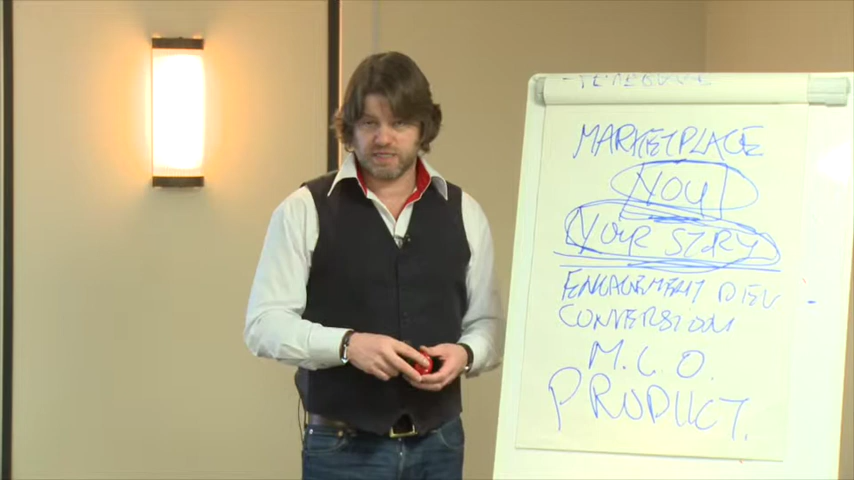 MARKETPLACE
YOU
YOUR STORY
ENGAGEMENT DEV
CONVERSION
M.C.O.
PRODUCT.